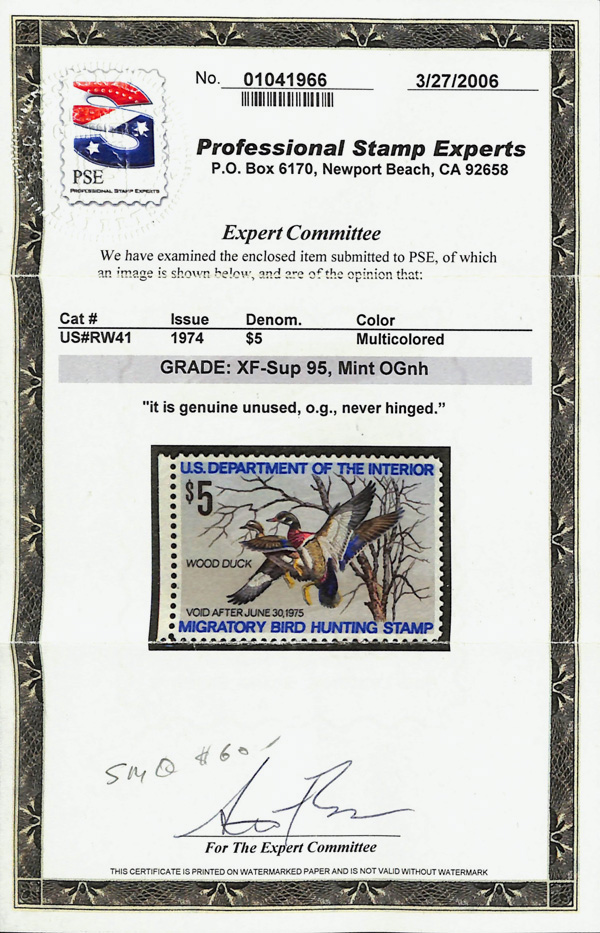 No. 01041966 3/27/2006
PSE
PROFESSIONAL STAMP EXPERTS
Professional Stamp Experts
P.O. Box 6170, Newport Beach, CA 92658
Expert Committee
We have examined the enclosed item submitted to PSE, of which
an image is shown below, and are of the opinion that:
Cat # Issue Denom. Color
US#RW41 1974 $5 Multicolored
GRADE: XF-Sup 95, Mint OGnh
"it is genuine unused, o.g., never hinged.”
U.S. DEPARTMENT OF THE INTERIOR
$5
WOOD DUCK
VOID AFTER JUNE 30, 1975
MIGRATORY BIRD HUNTING STAMP
SMQ $60
For The Expert Committee
THIS CERTIFICATE IS PRINTED ON WATERMARKED PAPER AND IS NOT VALID WITHOUT WATERMARK